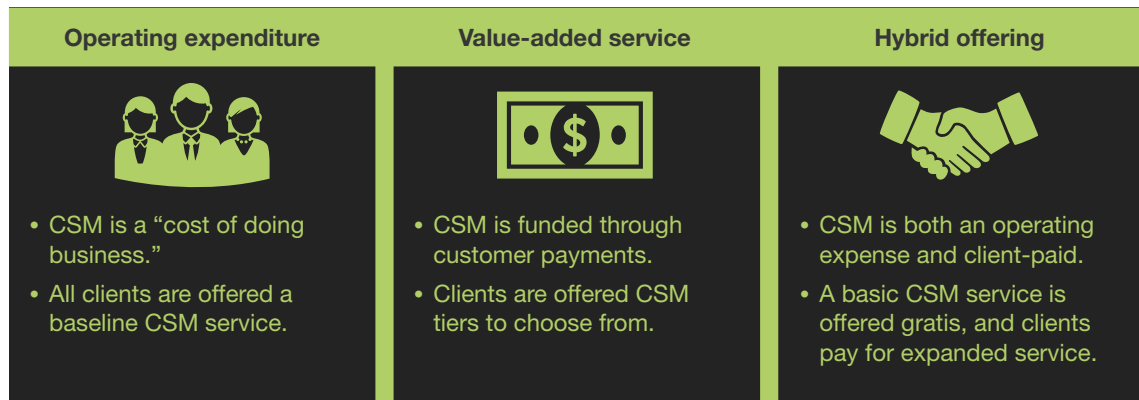 Operating expenditure
Value-added service
Hybrid offering
$
• CSM is a “cost of doing
business.”
• All clients are offered a
baseline CSM service.
• CSM is funded through
customer payments.
• Clients are offered CSM
tiers to choose from.
• CSM is both an operating
expense and client-paid.
• A basic CSM service is
offered gratis, and clients
pay for expanded service.